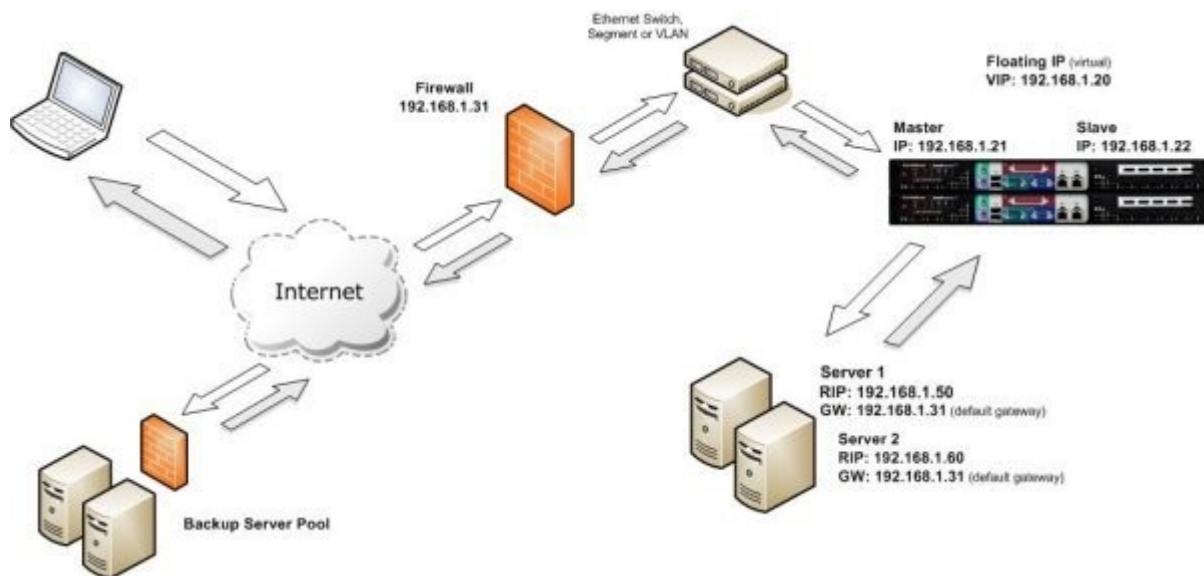 Ethernet Switch,
Segment or VLAN
Firewall
192.168.1.31
Floating IP (virtual)
VIP: 192.168.1.20
Master
IP: 192.168.1.21
Slave
IP: 192.168.1.22
Internet
Server 1
RIP: 192.168.1.50
GW: 192.168.1.31 (default gateway)
Server 2
RIP: 192.168.1.60
GW: 192.168.1.31 (default gateway)
Backup Server Pool